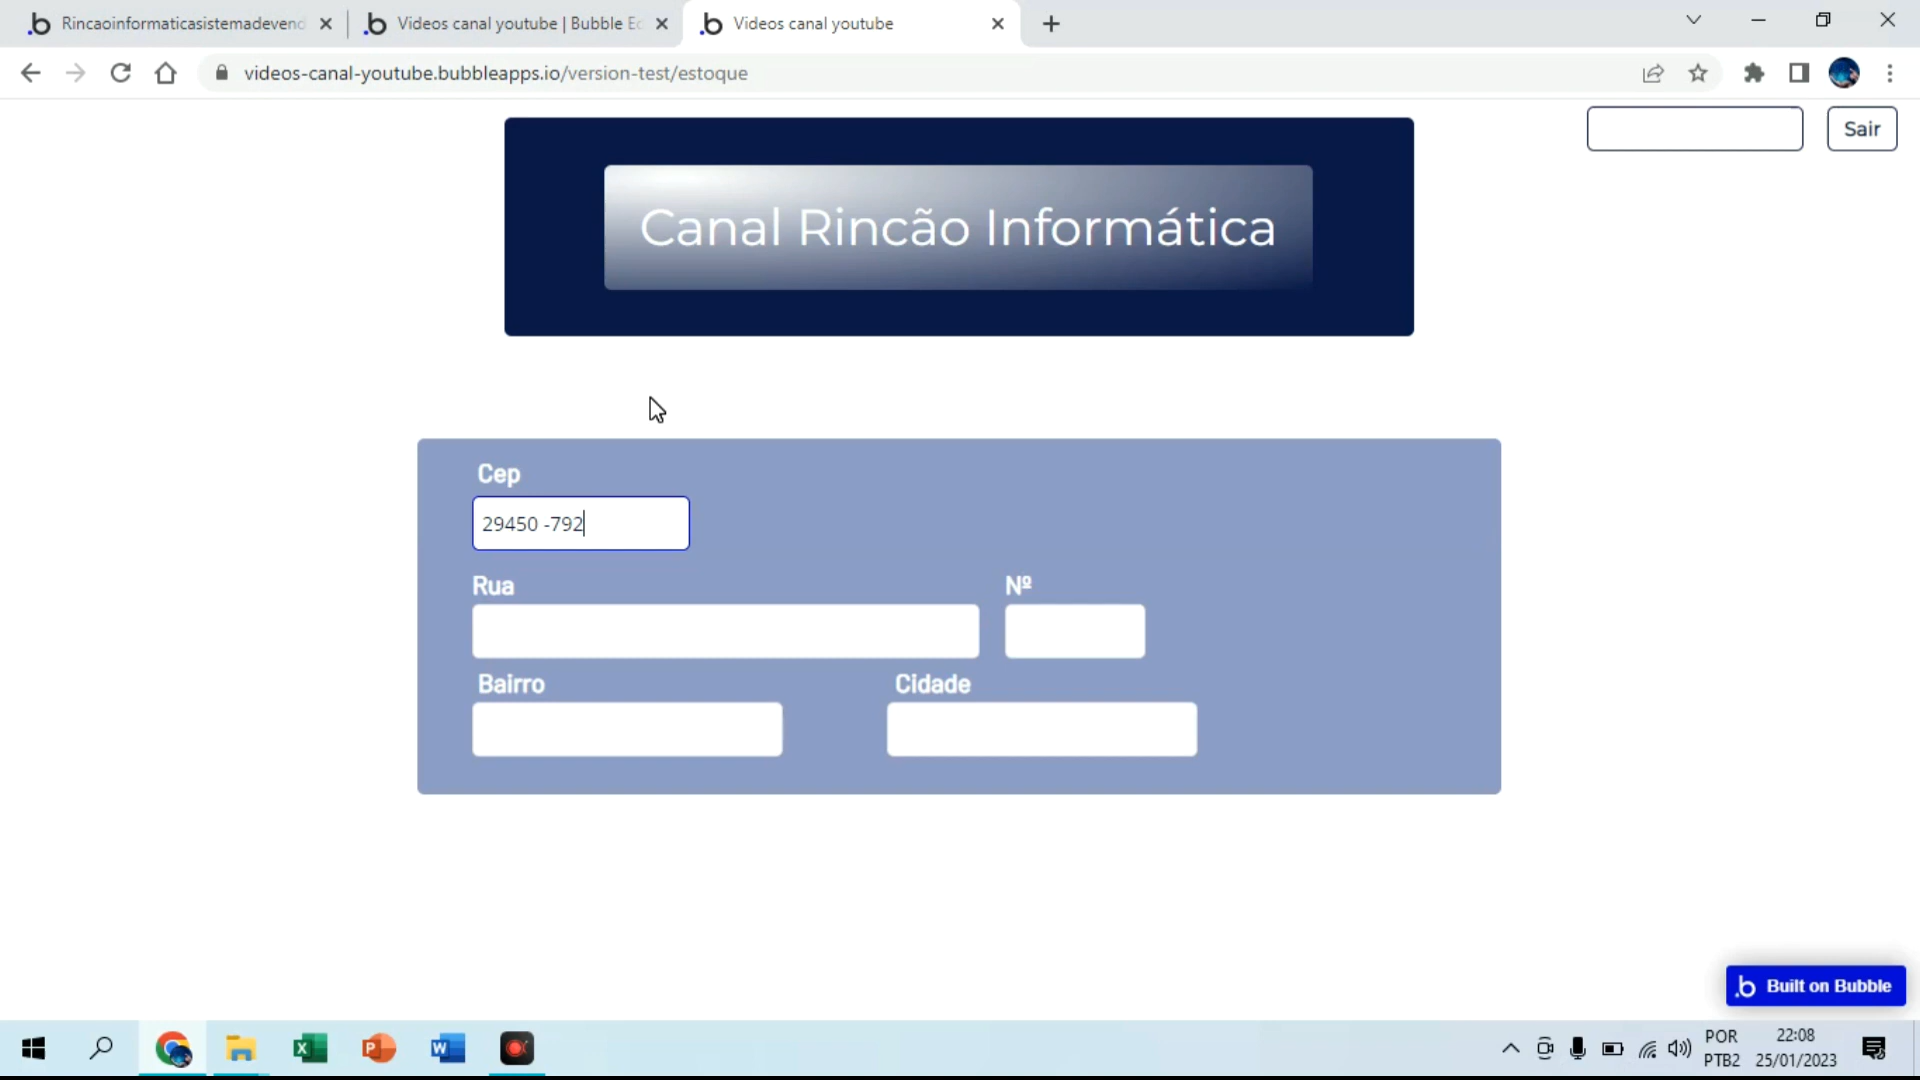 Rincaoinformaticasistemadevend
Videos canal youtube | Bubble Ed
Videos canal youtube
videos-canal-youtube.bubbleapps.io/version-test/estoque
Sair
Canal Rincão Informática
Cep
29450 -792
Rua
Nº
Bairro
Cidade
Built on Bubble
POR
PTB2
22:08
25/01/2023